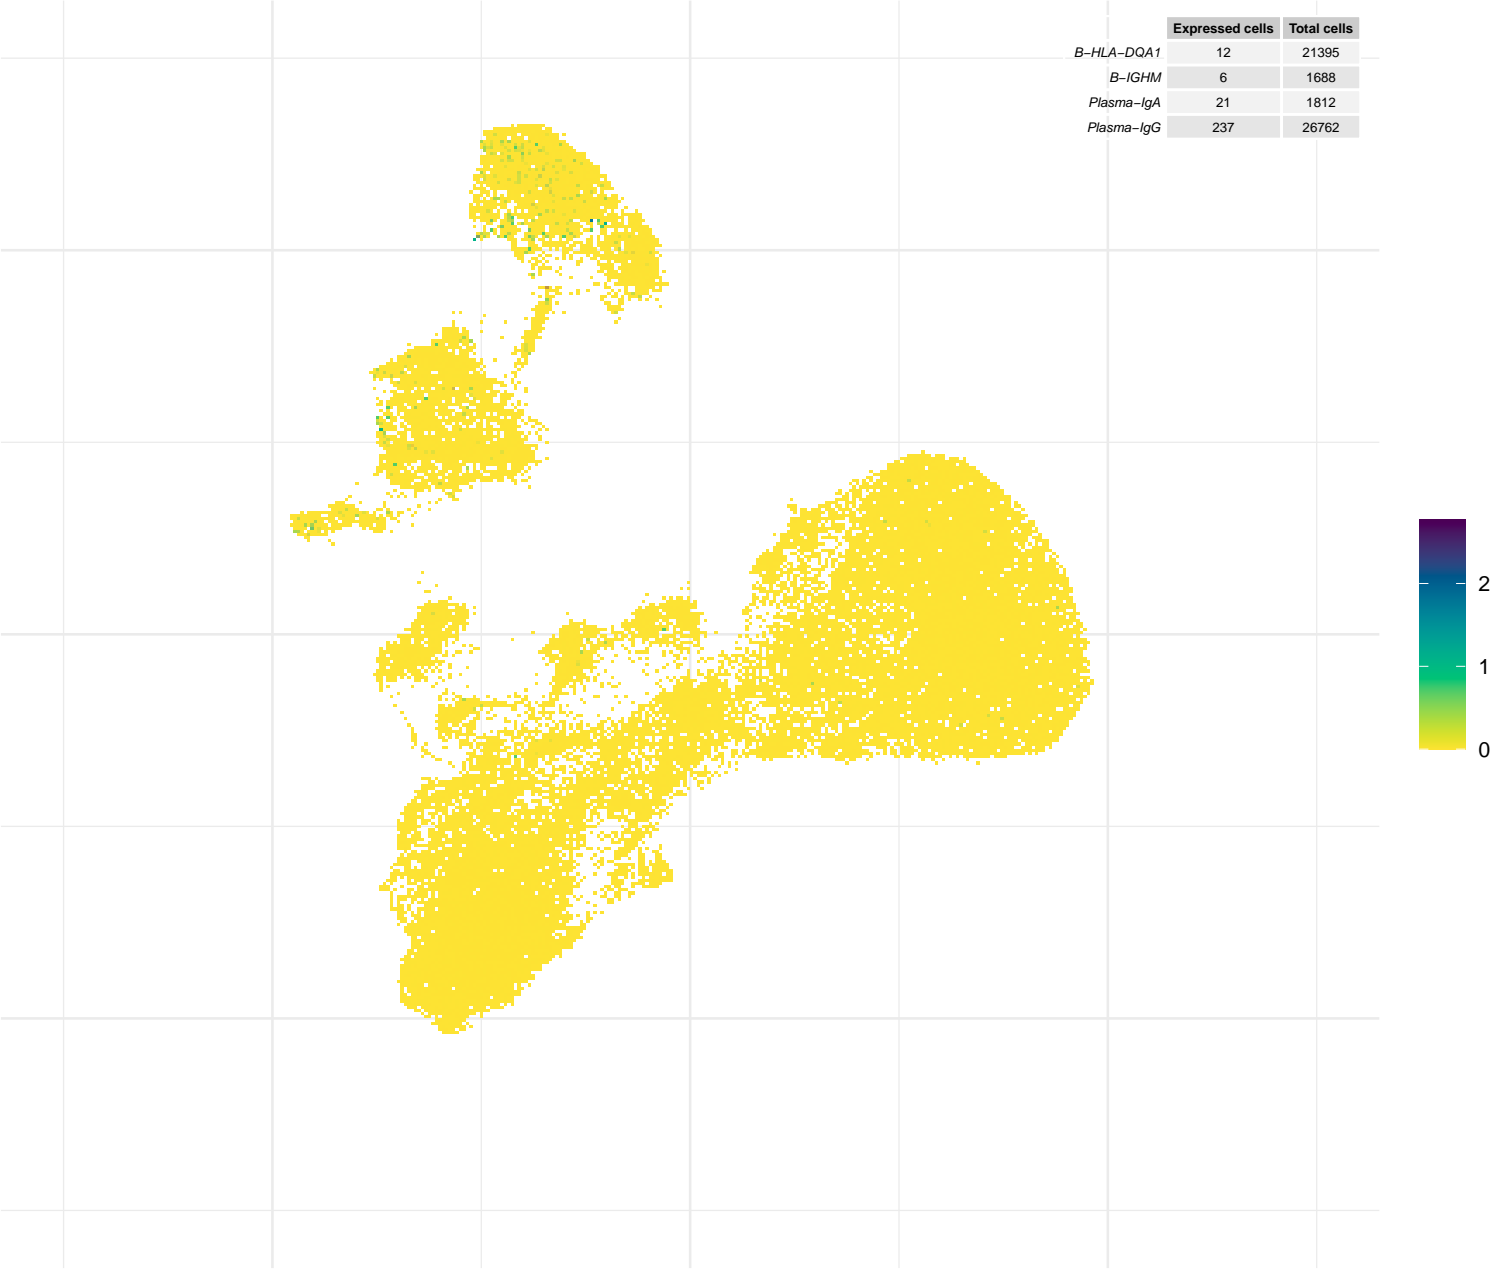 Expressed cells Total cells
B−HLA−DQA1 12 21395
B−IGHM 6 1688
Plasma−IgA 21 1812
Plasma−IgG 237 26762
2
1
0